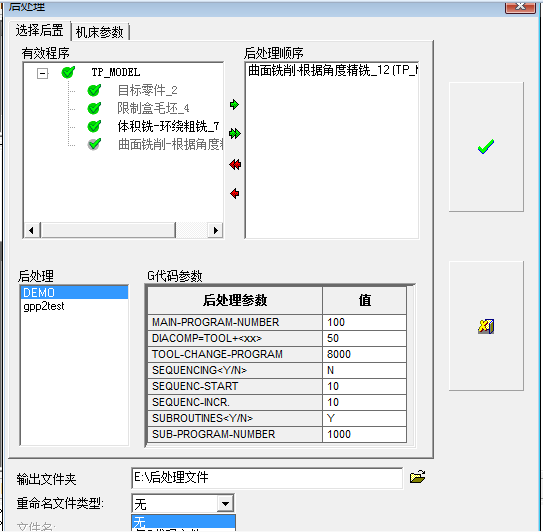 后处理
选择后置
机床参数
有效程序
TP_MODEL
目标零件_2
限制盒毛坯_4
体积铣-环绕粗铣_7
曲面铣削-根据角度精
后处理顺序
曲面铣削-根据角度精铣_12 (TP_M
后处理
DEMO
gpp2test
G代码参数
后处理参数 值
MAIN-PROGRAM-NUMBER 100
DIACOMP=TOOL+<xx> 50
TOOL-CHANGE-PROGRAM 8000
SEQUENCING<Y/N> N
SEQUENC-START 10
SEQUENC-INCR. 10
SUBROUTINES<Y/N> Y
SUB-PROGRAM-NUMBER 1000
输出文件夹 E:\后处理文件
重命名文件类型: 无
无
文件名: